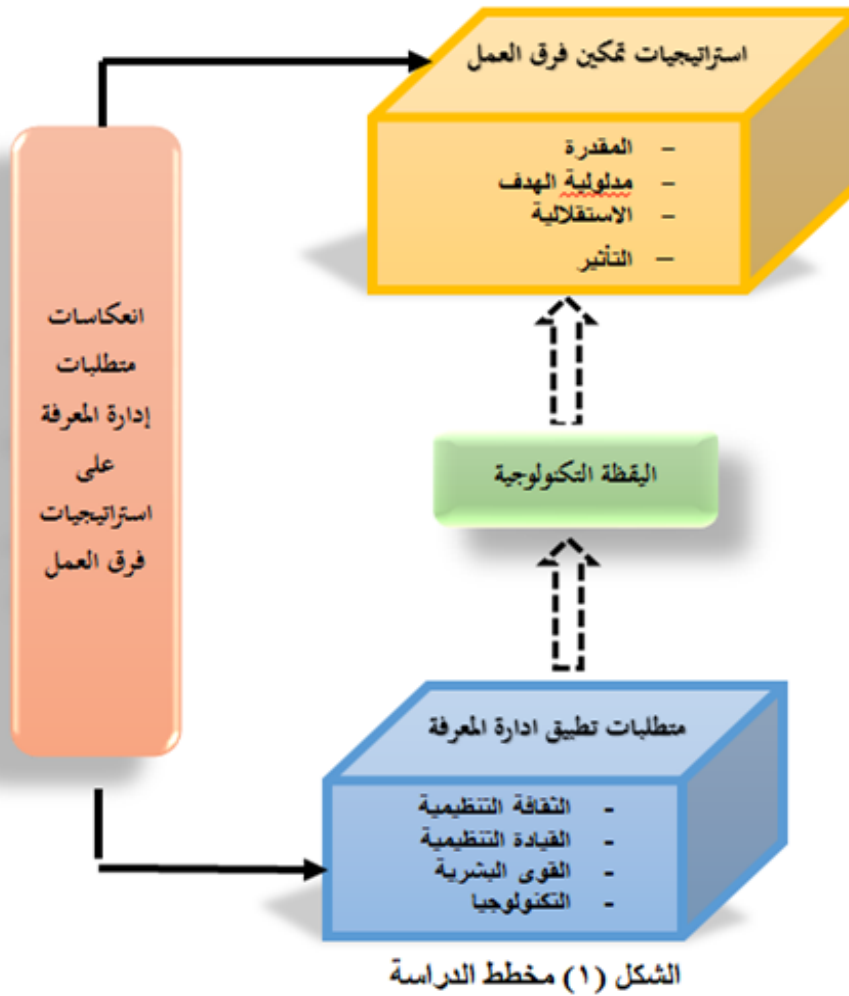 استراتيجيات تمكين فرق العمل
- المقدرة
- مدلولية الهدف
- الاستقلالية
- التأثير
انعكاسات
متطلبات
إدارة المعرفة
على
استراتيجيات
فرق العمل
اليقظة التكنولوجية
متطلبات تطبيق ادارة المعرفة
- الثقافة التنظيمية
- القيادة التنظيمية
- القوى البشرية
- التكنولوجيا
الشكل (١) مخطط الدراسة